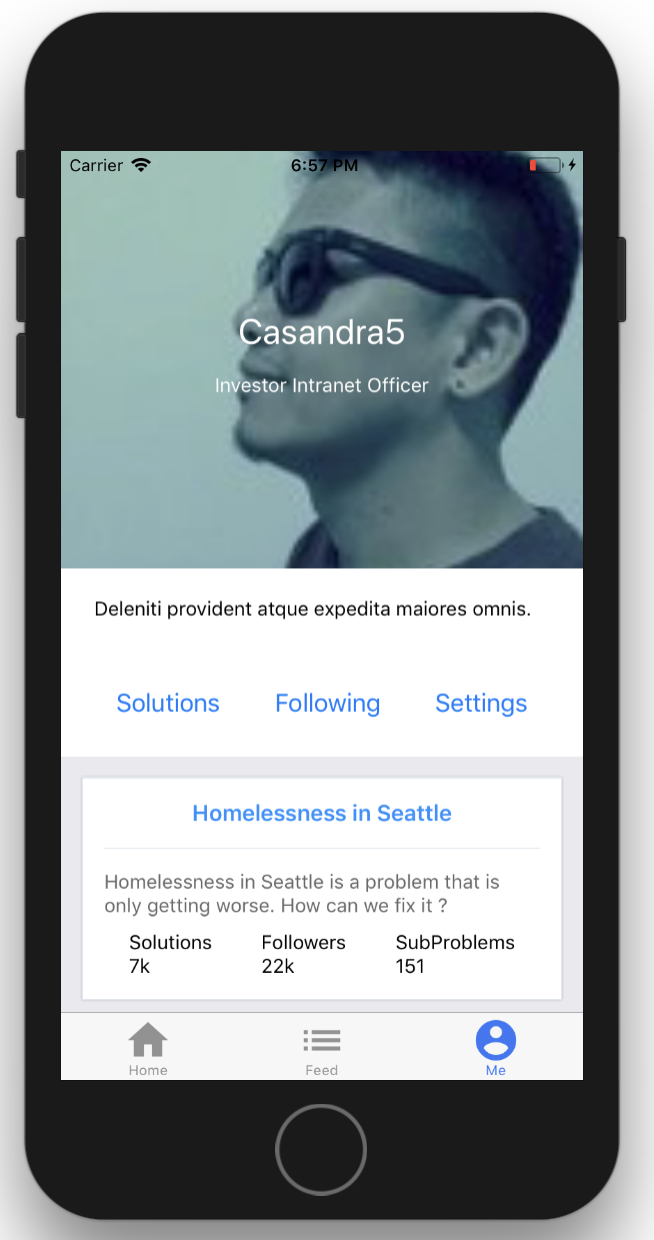 Carrier 6:57 PM
Casandra5
Investor Intranet Officer
Deleniti provident atque expedita maiores omnis.
Solutions Following Settings
Homelessness in Seattle
Homelessness in Seattle is a problem that is
only getting worse. How can we fix it ?
Solutions Followers SubProblems
7k 22k 151
Home Feed Me